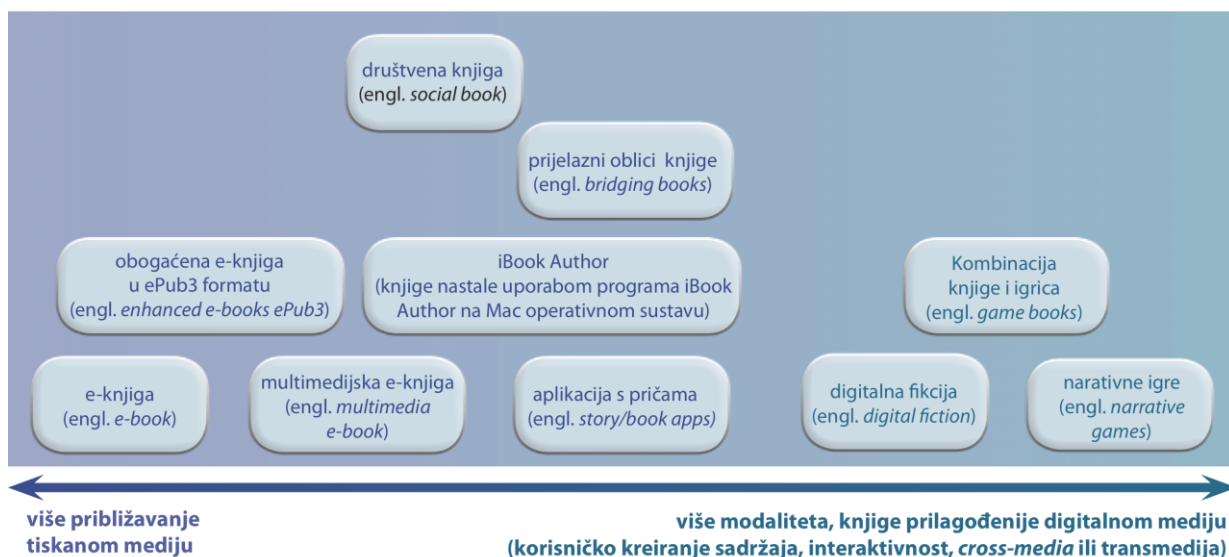 društvena knjiga
(engl. social book)
prijelazni oblici knjige
(engl. bridging books)
obogaćena e-knjiga
u ePub3 formatu
(engl. enhanced e-books ePub3)
iBook Author
(knjige nastale uporabom programa iBook
Author na Mac operativnom sustavu)
Kombinacija
knjige i igrica
(engl. game books)
e-knjiga
(engl. e-book)
multimedijska e-knjiga
(engl. multimedia
e-book)
aplikacija s pričama
(engl. story/book apps)
digitalna fikcija
(engl. digital fiction)
narativne igre
(engl. narrative
games)
više približavanje
tiskanom mediju
više modaliteta, knjige prilagođenije digitalnom mediju
(korisničko kreiranje sadržaja, interaktivnost, cross-media ili transmedija)